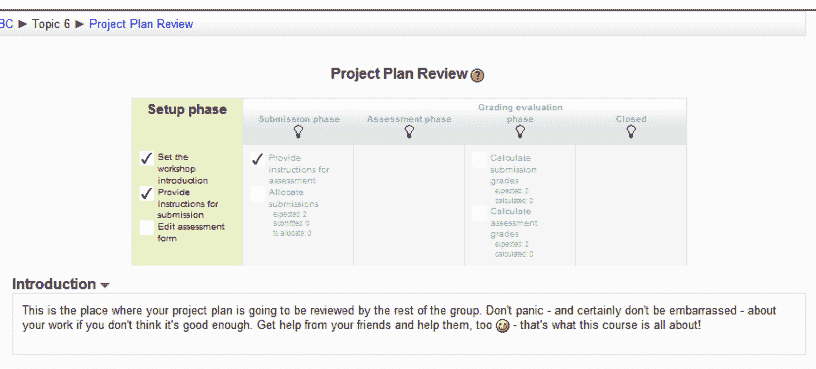 BC ► Topic 6 ► Project Plan Review
Project Plan Review
Setup phase
Submission phase
Assessment phase
Grading evaluation
phase
Closed
Set the
workshop
introduction
Provide
instructions for
submission
Edit assessment
form
Provide
instructions for
assessment
Allocate
submissions
expected: 2
submitted: 0
to allocate: 0
Calculate
submission
grades
expected: 2
calculated: 0
Calculate
assessment
grades
expected: 2
calculated: 0
Introduction
This is the place where your project plan is going to be reviewed by the rest of the group. Don't panic - and certainly don't be embarrassed - about
your work if you don't think it's good enough. Get help from your friends and help them, too - that's what this course is all about!